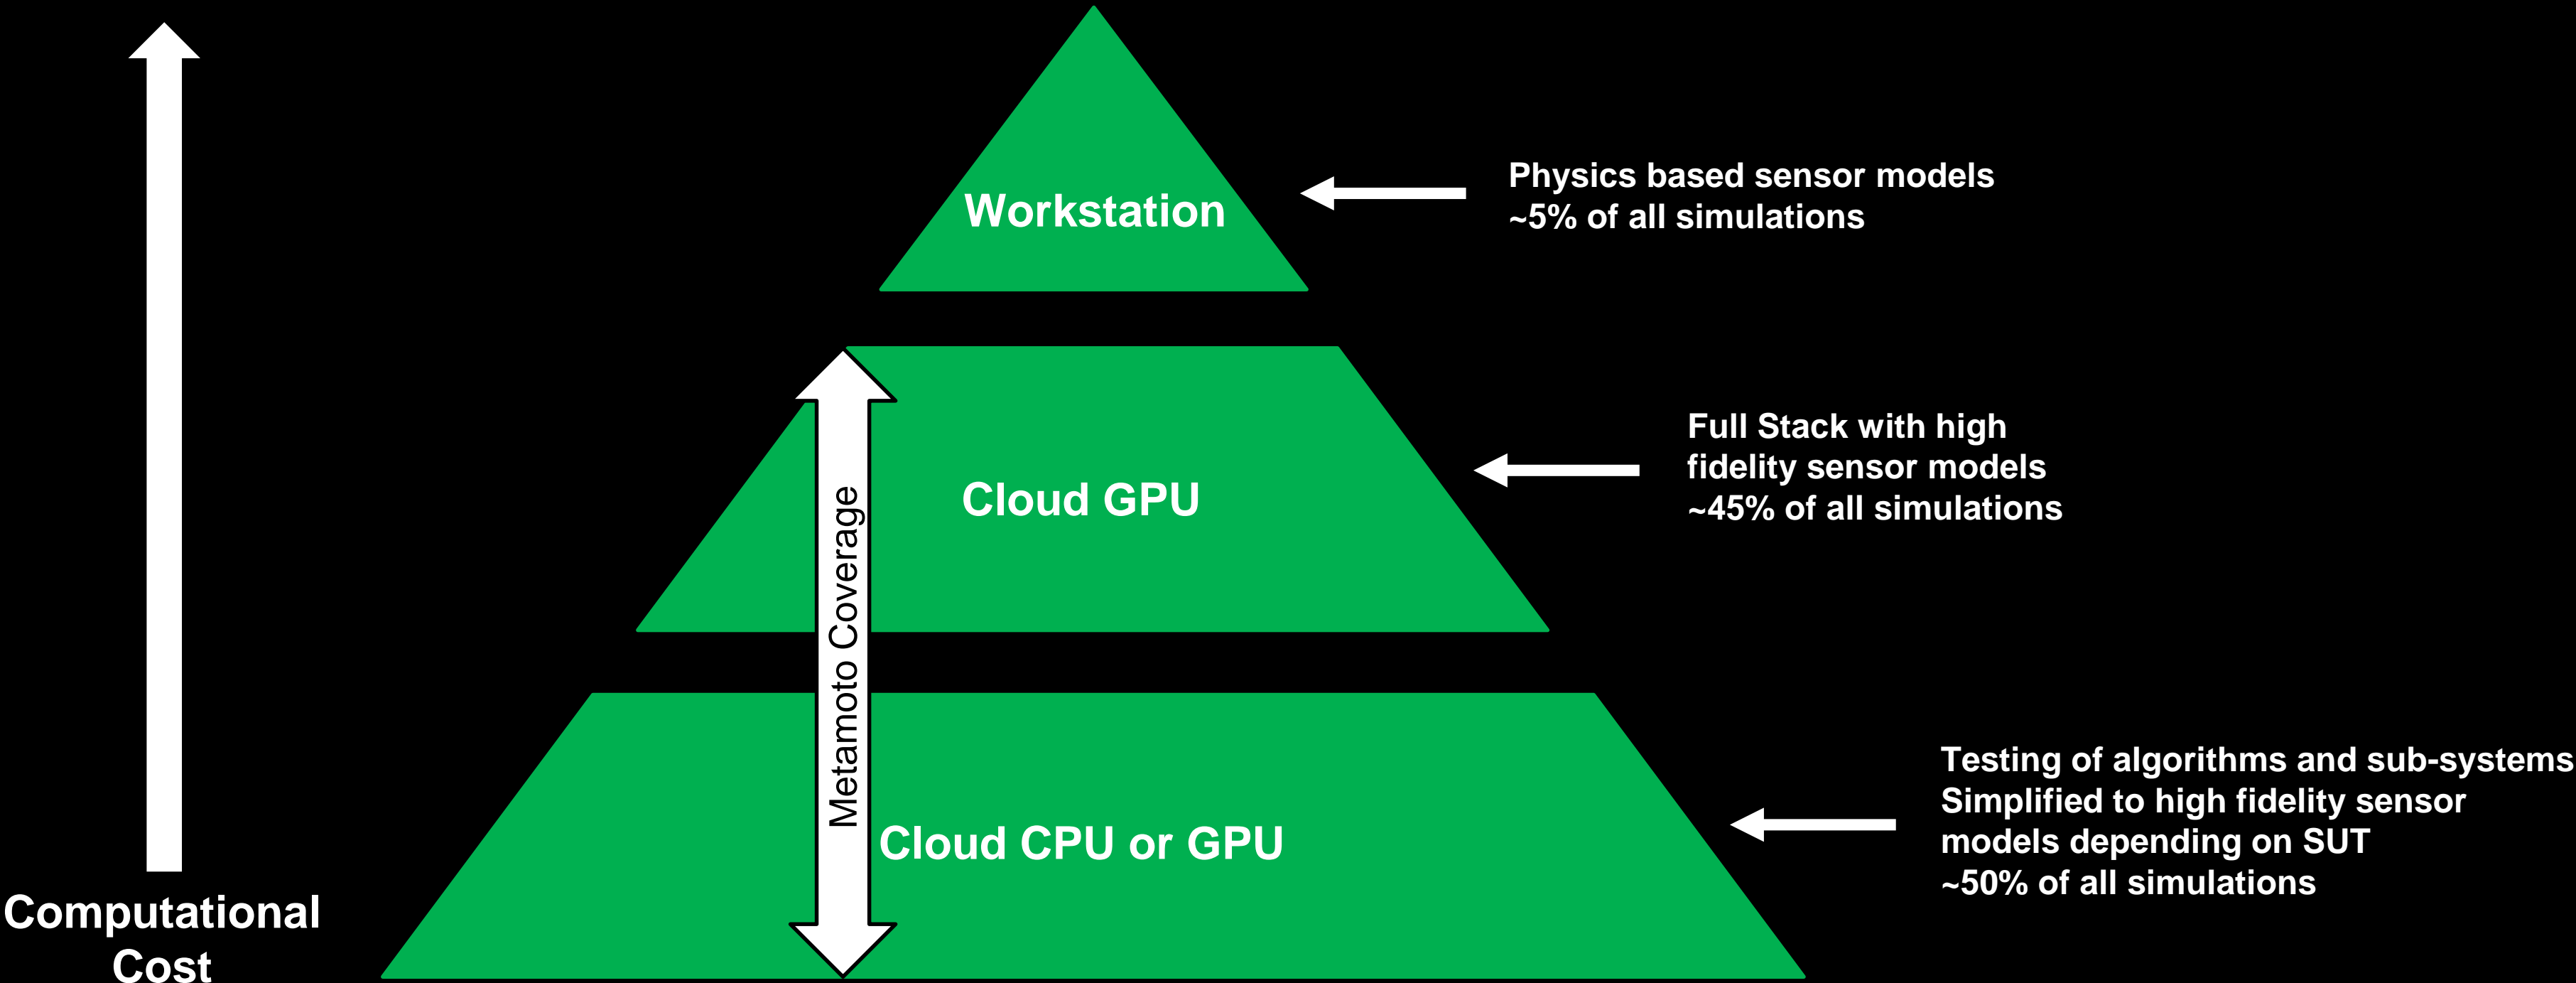 Workstation
Physics based sensor models
~5% of all simulations
Cloud GPU
Full Stack with high
fidelity sensor models
~45% of all simulations
Metamoto Coverage
Cloud CPU or GPU
Testing of algorithms and sub-systems
Simplified to high fidelity sensor
models depending on SUT
~50% of all simulations
Computational
Cost